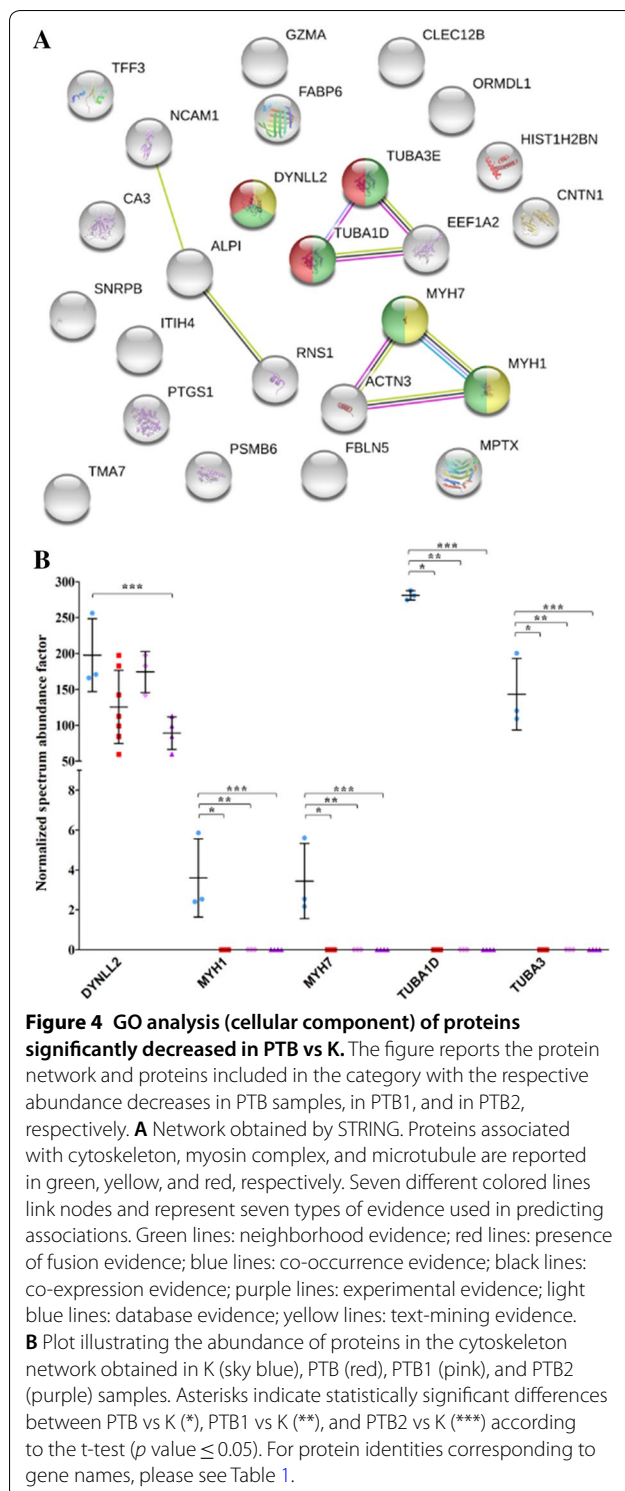 A
GZMA
CLEC12B
TFF3
NCAM1
FABP6
ORMDL1
HIST1H2BN
TUBA3E
DYNLL2
CA3
CNTN1
EEF1A2
TUBA1D
ALPI
SNRPB
MYH7
ITIH4
RNS1
MYH1
ACTN3
PTGS1
PSMB6
FBLN5
MPTX
TMA7
B
Normalized spectrum abundance factor
300
250
200
150
100
50
8
6
4
2
0
***
***
**
*
***
**
*
***
**
*
***
**
*
DYNLL2
MYH1
MYH7
TUBA1D
TUBA3
Figure 4 GO analysis (cellular component) of proteins
significantly decreased in PTB vs K. The figure reports the protein
network and proteins included in the category with the respective
abundance decreases in PTB samples, in PTB1, and in PTB2,
respectively. A Network obtained by STRING. Proteins associated
with cytoskeleton, myosin complex, and microtubule are reported
in green, yellow, and red, respectively. Seven different colored lines
link nodes and represent seven types of evidence used in predicting
associations. Green lines: neighborhood evidence; red lines: presence
of fusion evidence; blue lines: co-occurrence evidence; black lines:
co-expression evidence; purple lines: experimental evidence; light
blue lines: database evidence; yellow lines: text-mining evidence.
B Plot illustrating the abundance of proteins in the cytoskeleton
network obtained in K (sky blue), PTB (red), PTB1 (pink), and PTB2
(purple) samples. Asterisks indicate statistically significant differences
between PTB vs K (*), PTB1 vs K (**), and PTB2 vs K (***) according
to the t-test (p value ≤ 0.05). For protein identities corresponding to
gene names, please see Table 1.